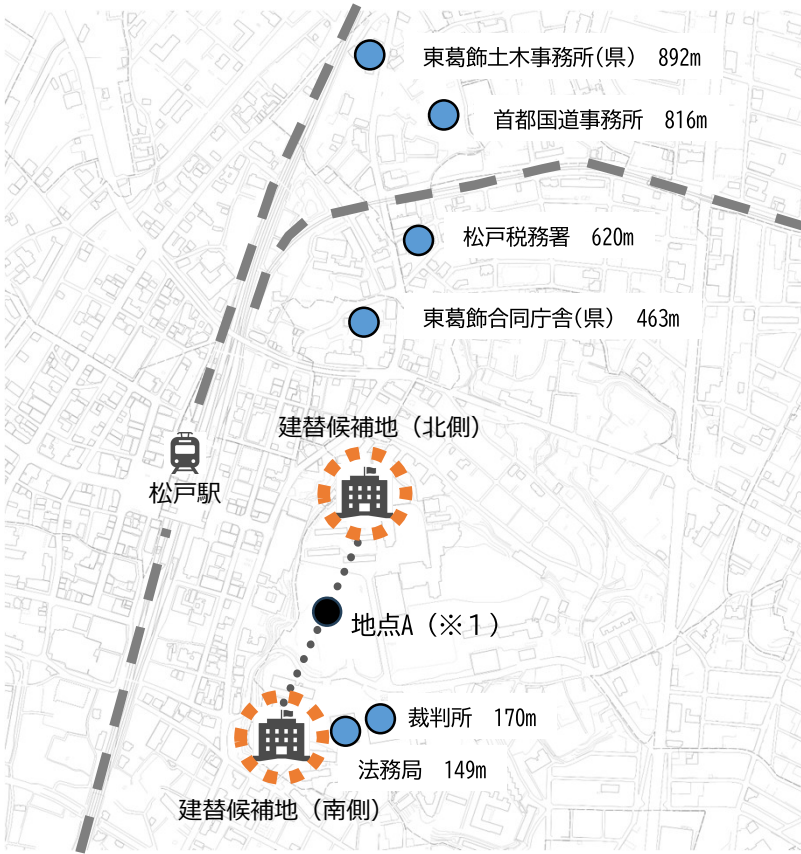 東葛飾土木事務所(県) 892m
首都国道事務所 816m
松戸税務署 620m
東葛飾合同庁舎(県) 463m
建替候補地（北側）
松戸駅
地点A（※１）
裁判所 170m
法務局 149m
建替候補地（南側）